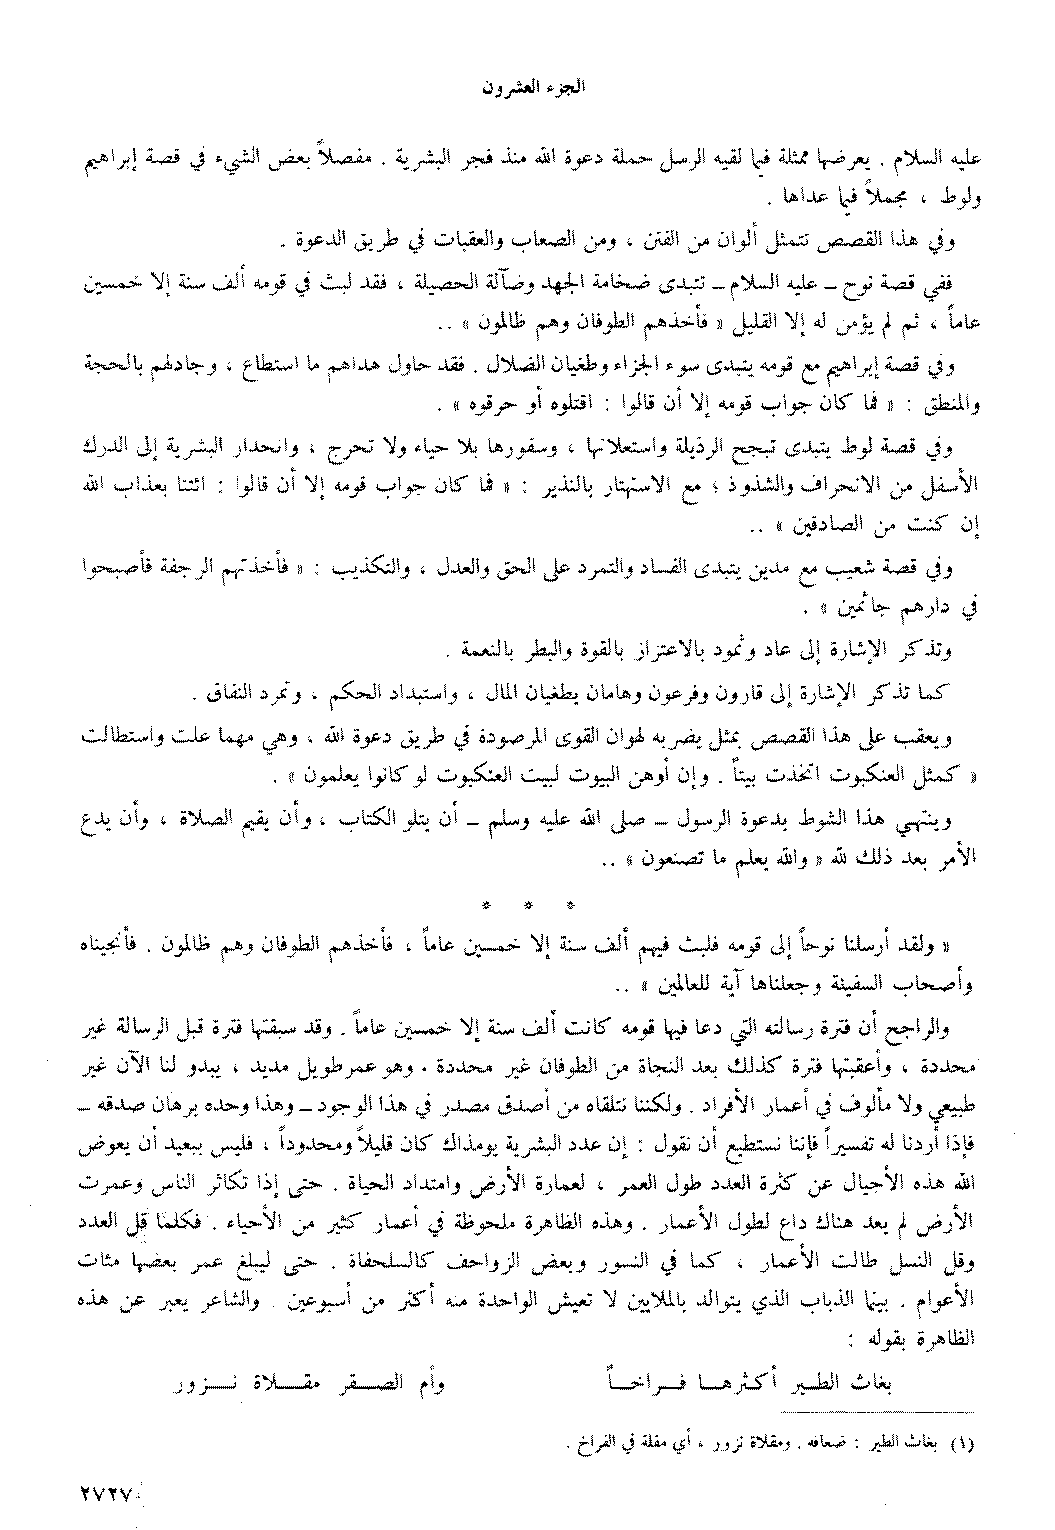 الجزء العشرون
عليه السلام . يعرضها ممثلة فيما لقيه الرسل حملة دعوة الله منذ فجر البشرية . مفصلاً بعض الشيء في قصة إبراهيم
ولوط ، مجملاً فيما عداها .
وفي هذا القصص تتمثل ألوان من الفتن ، ومن الصعاب والعقبات في طريق الدعوة .
ففي قصة نوح – عليه السلام – تتبدى ضخامة الجهد وضآلة الحصيلة ، فقد لبث في قومه ألف سنة إلا خمسين
عاماً ، ثم لم يؤمن له إلا القليل « فأخذهم الطوفان وهم ظالمون » ..
وفي قصة إبراهيم مع قومه يتبدى سوء الجزاء وطغيان الضلال . فقد حاول هداهم ما استطاع ، وجادلهم بالحجة
والمنطق : « فما كان جواب قومه إلا أن قالوا : اقتلوه أو حرقوه » .
وفي قصة لوط يتبدى تبجح الرذيلة واستعلانها ، وسفورها بلا حياء ولا تحرج ، وانحدار البشرية إلى الدرك
الأسفل من الانحراف والشذوذ ؛ مع الاستهتار بالنذير : « فما كان جواب قومه إلا أن قالوا : ائتنا بعذاب الله
إن كنت من الصادقين » ..
وفي قصة شعيب مع مدين يتبدى الفساد والتمرد على الحق والعدل ، والتكذيب : « فأخذتهم الرجفة فأصبحوا
في دارهم جاثمين » .
وتذكر الإشارة إلى عاد وثمود بالاعتزاز بالقوة والبطر بالنعمة .
كما تذكر الإشارة إلى قارون وفرعون وهامان بطغيان المال ، واستبداد الحكم ، وتمرد النفاق .
ويعقب على هذا القصص بمثل يضربه لهوان القوى المرصودة في طريق دعوة الله ، وهي مهما علت واستطالت
« كمثل العنكبوت اتخذت بيتاً . وإن أوهن البيوت لبيت العنكبوت لو كانوا يعلمون » .
وينتهي هذا الشوط بدعوة الرسول – صلى الله عليه وسلم – أن يتلو الكتاب ، وأن يقيم الصلاة ، وأن يدع
الأمر بعد ذلك لله « والله يعلم ما تصنعون » ..
* * *
« ولقد أرسلنا نوحاً إلى قومه فلبث فيهم ألف سنة إلا خمسين عاماً ، فأخذهم الطوفان وهم ظالمون . فأنجيناه
وأصحاب السفينة وجعلناها آية للعالمين » ..
والراجح أن فترة رسالته التي دعا فيها قومه كانت ألف سنة إلا خمسين عاماً . وقد سبقتها فترة قبل الرسالة غير
محددة ، وأعقبتها فترة كذلك بعد النجاة من الطوفان غير محددة . وهو عمر طويل مديد ، يبدو لنا الآن غير
طبيعي ولا مألوف في أعمار الأفراد . ولكننا نتلقاه من أصدق مصدر في هذا الوجود – وهذا وحده برهان صدقه –
فإذا أردنا له تفسيراً فإننا نستطيع أن نقول : إن عدد البشرية يومذاك كان قليلاً ومحدوداً ، فليس ببعيد أن يعوض
الله هذه الأجيال عن كثرة العدد طول العمر ، لعمارة الأرض وامتداد الحياة . حتى إذا تكاثر الناس وعمرت
الأرض لم يعد هناك داع لطول الأعمار . وهذه الظاهرة ملحوظة في أعمار كثير من الأحياء . فكلما قل العدد
وقل النسل طالت الأعمار ، كما في النسور وبعض الزواحف كالسلحفاة . حتى ليبلغ عمر بعضها مئات
الأعوام . بينما الذباب الذي يتوالد بالملايين لا تعيش الواحدة منه أكثر من أسبوعين . والشاعر يعبر عن هذه
الظاهرة بقوله :
بغاث الطير أكثرها فراخاً وأم الصقر مقلاة نزور
(١) بغاث الطير : ضعافه . ومقلاة نزور ، أي مقلة في الفراخ .
٢٧٢٧